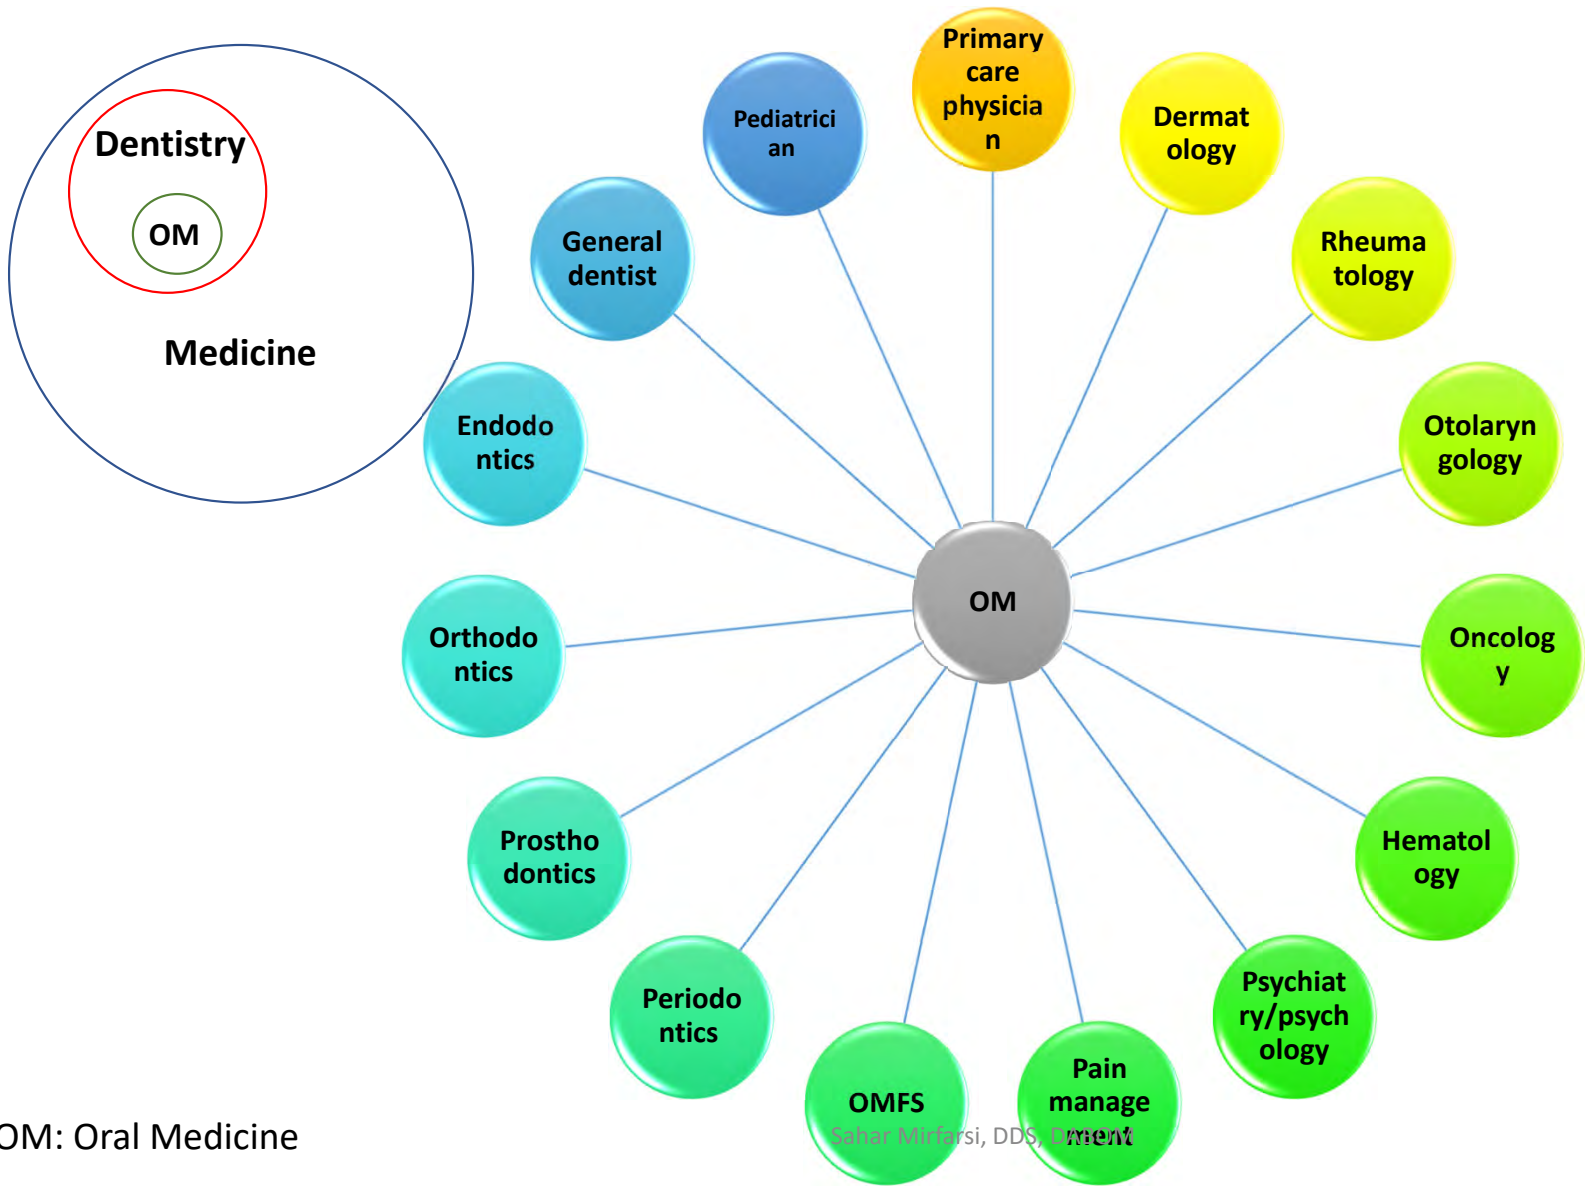 Dentistry
OM
Medicine
Primary
care
physicia
n
Dermat
ology
Rheuma
tology
Otolaryn
gology
Oncolog
y
Hematol
ogy
Psychiat
ry/psych
ology
Pain
manage
ment
OMFS
Periodo
ntics
Prostho
dontics
Orthodo
ntics
Endodo
ntics
General
dentist
Pediatrici
an
OM
OM: Oral Medicine
Sahar Mirfarsi, DDS, DABOM